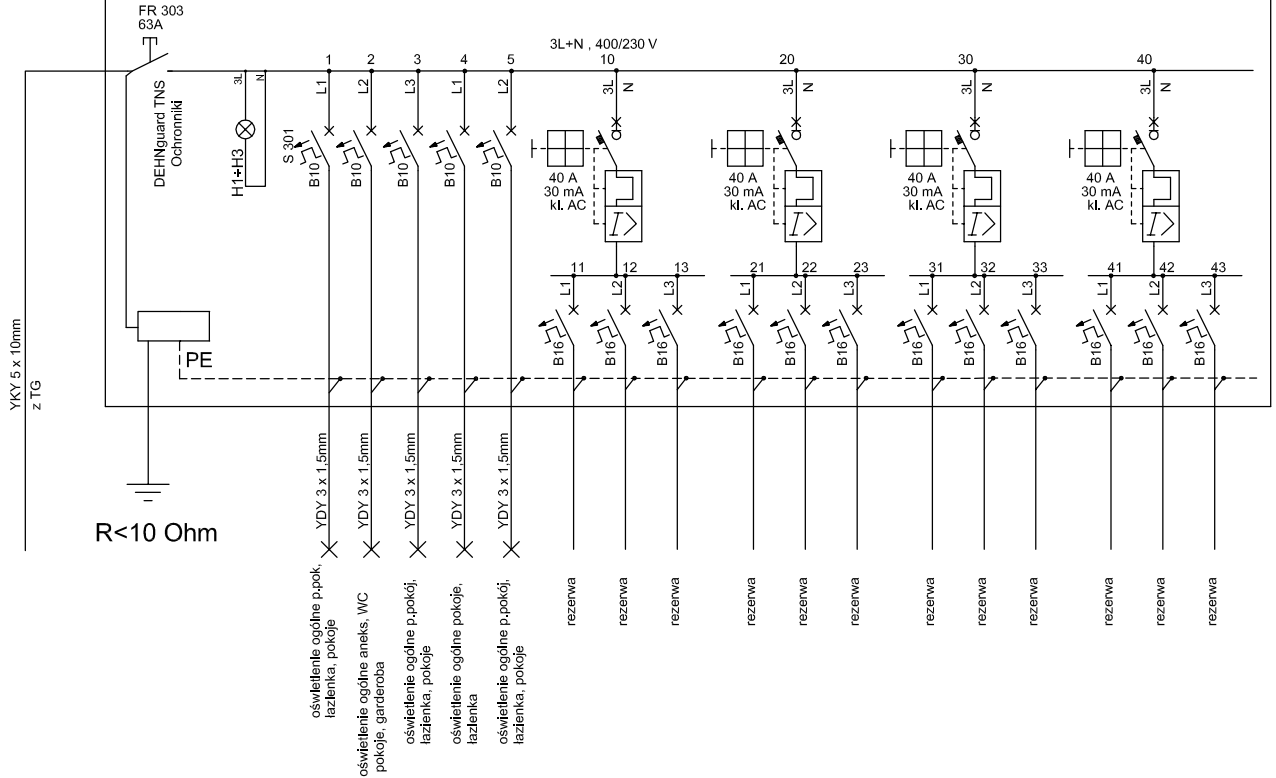 FR 303
63A
DEHNguard TNS
Ochronniki
3L
N
H1÷H3
3L+N , 400/230 V
1
2
3
4
5
10
20
30
40
L1
L2
L3
L1
L2
3L
N
3L
N
3L
N
3L
N
S 301
B10
B10
B10
B10
B10
40 A
30 mA
kl. AC
40 A
30 mA
kl. AC
40 A
30 mA
kl. AC
40 A
30 mA
kl. AC
11
12
13
21
22
23
31
32
33
41
42
43
L1
L2
L3
L1
L2
L3
L1
L2
L3
L1
L2
L3
B16
B16
B16
B16
B16
B16
B16
B16
B16
B16
B16
B16
PE
YKY 5 x 10mm
z TG
R<10 Ohm
YDY 3 x 1,5mm
YDY 3 x 1,5mm
YDY 3 x 1,5mm
YDY 3 x 1,5mm
YDY 3 x 1,5mm
oświetlenie ogólne p.pok,
łazienka, pokoje
oświetlenie ogólne aneks, WC
pokoje, garderoba
oświetlenie ogólne p.pokój,
łazienka, pokoje
oświetlenie ogólne pokoje,
łazienka
oświetlenie ogólne p.pokój,
łazienka, pokoje
rezerwa
rezerwa
rezerwa
rezerwa
rezerwa
rezerwa
rezerwa
rezerwa
rezerwa
rezerwa
rezerwa
rezerwa